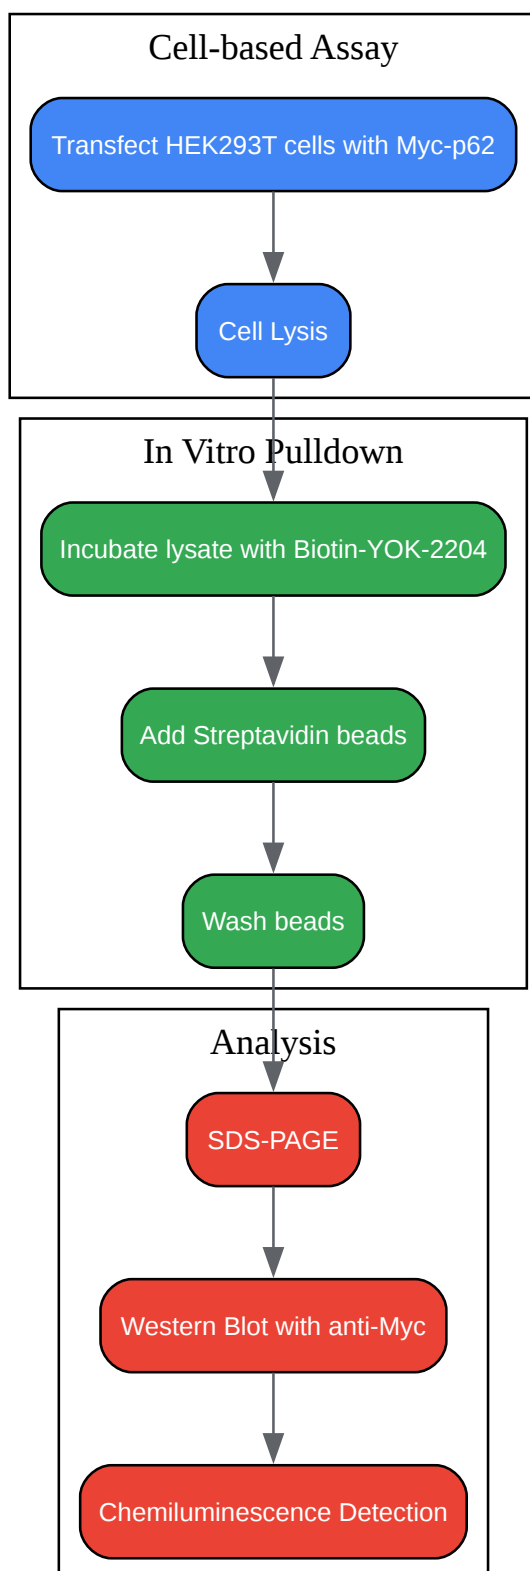 Cell-based Assay
Transfect HEK293T cells with Myc-p62
Cell Lysis
In Vitro Pulldown
Incubate lysate with Biotin-YOK-2204
Add Streptavidin beads
Wash beads
Analysis
SDS-PAGE
Western Blot with anti-Myc
Chemiluminescence Detection